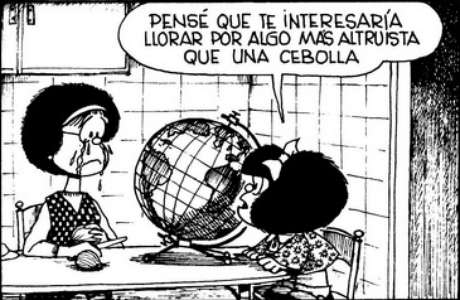 PENSÉ QUE TE INTERESARÍA
LLORAR POR ALGO MÁS ALTRUISTA
QUE UNA CEBOLLA